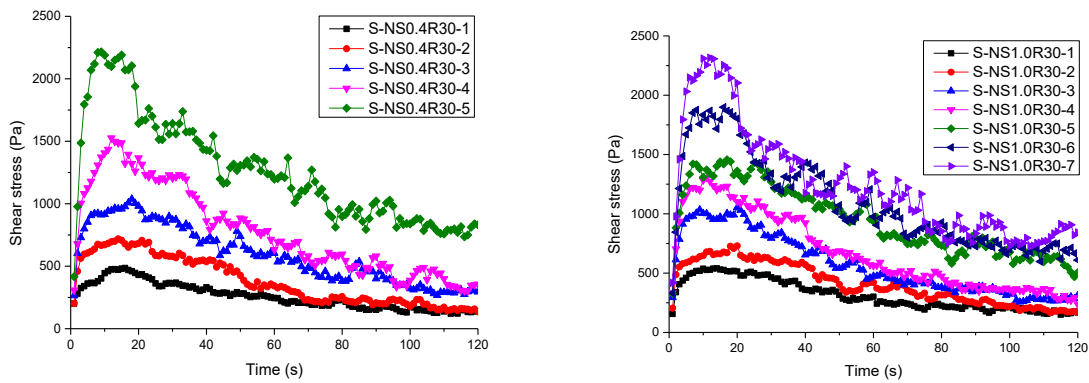 2500
2000
1500
1000
500
0
Shear stress (Pa)
0 20 40 60 80 100 120
Time (s)
S-NS0.4R30-1
S-NS0.4R30-2
S-NS0.4R30-3
S-NS0.4R30-4
S-NS0.4R30-5
2500
2000
1500
1000
500
0
Shear stress (Pa)
0 20 40 60 80 100 120
Time (s)
S-NS1.0R30-1
S-NS1.0R30-2
S-NS1.0R30-3
S-NS1.0R30-4
S-NS1.0R30-5
S-NS1.0R30-6
S-NS1.0R30-7